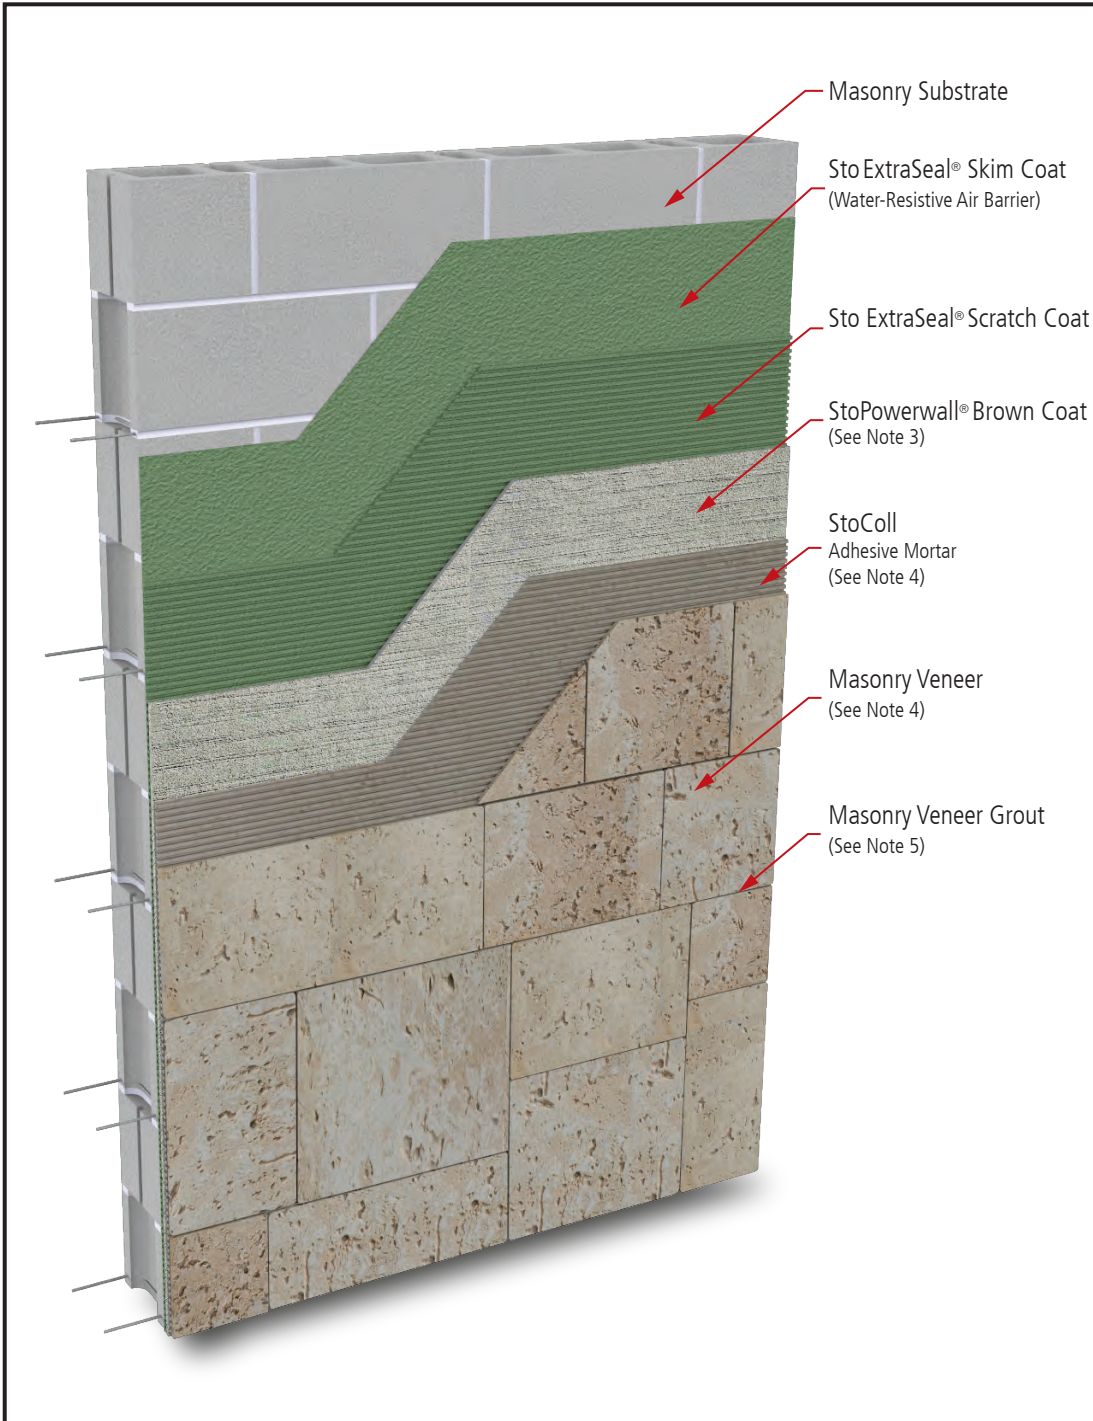 Masonry Substrate
Sto ExtraSeal® Skim Coat
(Water-Resistive Air Barrier)
Sto ExtraSeal® Scratch Coat
StoPowerwall® Brown Coat
(See Note 3)
StoColl
Adhesive Mortar
(See Note 4)
Masonry Veneer
(See Note 4)
Masonry Veneer Grout
(See Note 5)